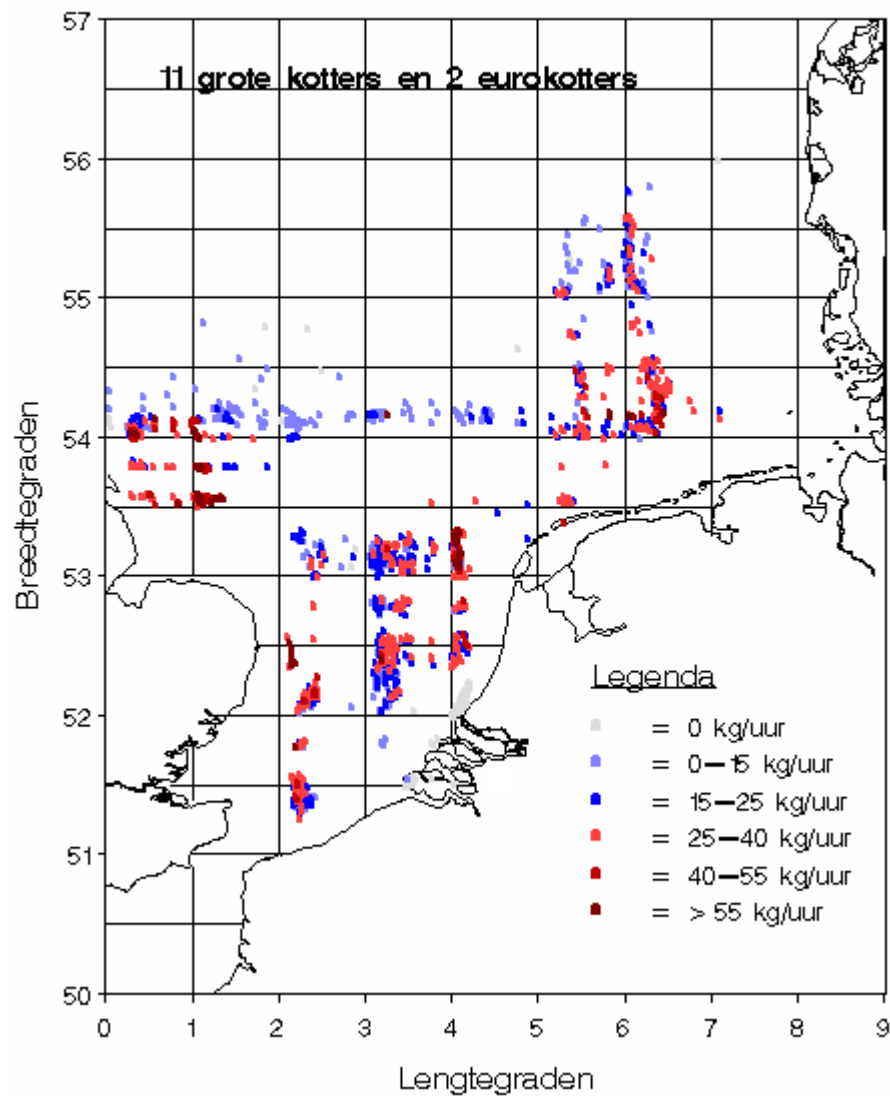 11 grote kotters en 2 eurokotters
57
56
55
54
53
52
51
50
Breedtegraden
Legenda
= 0 kg/uur
= 0–15 kg/uur
= 15–25 kg/uur
= 25–40 kg/uur
= 40–55 kg/uur
= > 55 kg/uur
0 1 2 3 4 5 6 7 8 9
Lengtegraden